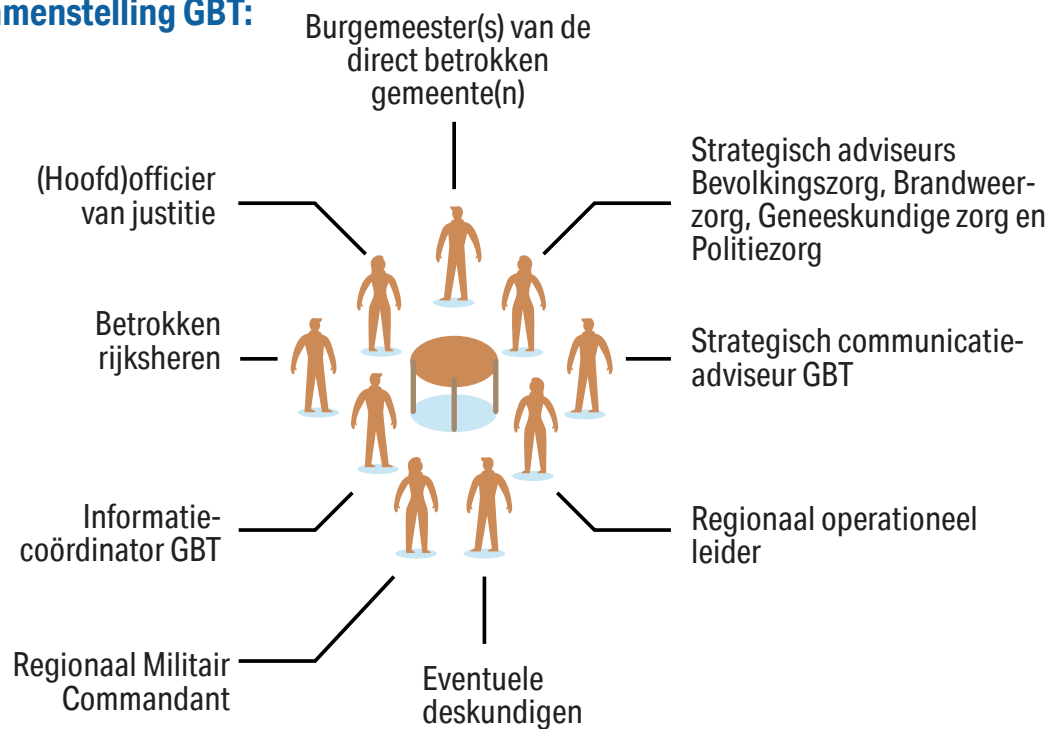 menstelling GBT:
Burgemeester(s) van de
direct betrokken
gemeente(n)
(Hoofd)officier
van justitie
Strategisch adviseurs
Bevolkingszorg, Brandweer-
zorg, Geneeskundige zorg en
Politiezorg
Betrokken
rijksheren
Strategisch communicatie-
adviseur GBT
Informatie-
coördinator GBT
Regionaal operationeel
leider
Regionaal Militair
Commandant
Eventuele
deskundigen